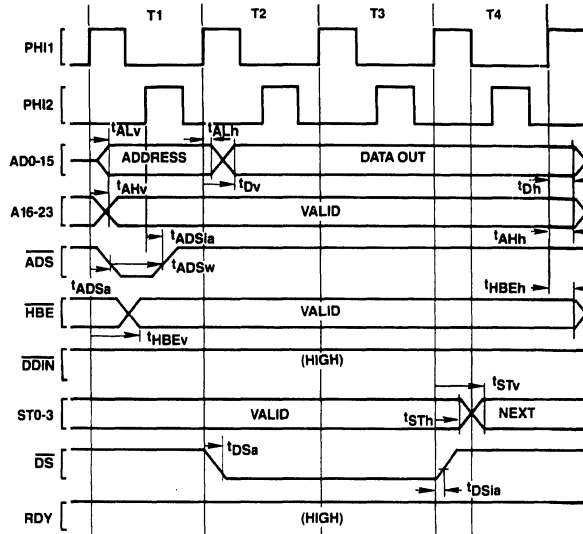 T1 T2 T3 T4
PHI1
PHI2
tALv tALh
AD0-15 ADDRESS DATA OUT
tAHv tDv tDh
A16-23 VALID
tADSia tAHh
ADS
tADSw
tADSa tHBEh
HBE VALID
tHBEv
DDIN (HIGH)
tSTv
ST0-3 VALID tSTh NEXT
tDSa
DS
tDSia
RDY (HIGH)